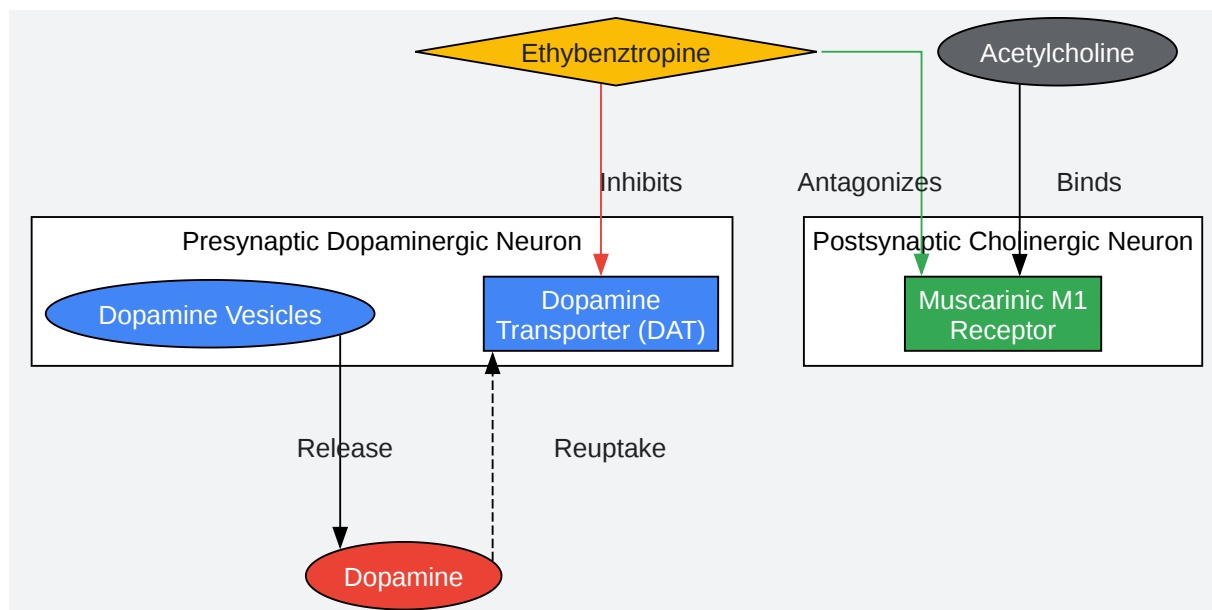 Ethybenztropine
Acetylcholine
Inhibits
Antagonizes
Binds
Presynaptic Dopaminergic Neuron
Postsynaptic Cholinergic Neuron
Dopamine Vesicles
Dopamine
Transporter (DAT)
Muscarinic M1
Receptor
Release
Reuptake
Dopamine